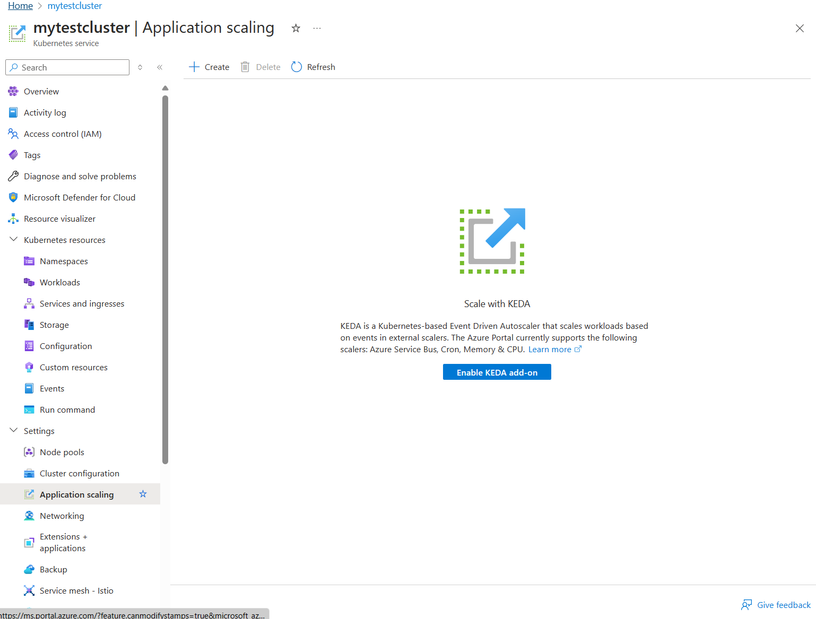 Home > mytestcluster
mytestcluster | Application scaling
Kubernetes service
Search
Create Delete Refresh
Overview
Activity log
Access control (IAM)
Tags
Diagnose and solve problems
Microsoft Defender for Cloud
Resource visualizer
Kubernetes resources
Namespaces
Workloads
Services and ingresses
Storage
Configuration
Custom resources
Events
Run command
Settings
Node pools
Cluster configuration
Application scaling
Networking
Extensions +
applications
Backup
Service mesh - Istio
Scale with KEDA
KEDA is a Kubernetes-based Event Driven Autoscaler that scales workloads based
on events in external scalers. The Azure Portal currently supports the following
scalers: Azure Service Bus, Cron, Memory & CPU. Learn more
Enable KEDA add-on
Give feedback
https://ms.portal.azure.com/?feature.canmodifystamps=true&microsoft_az...